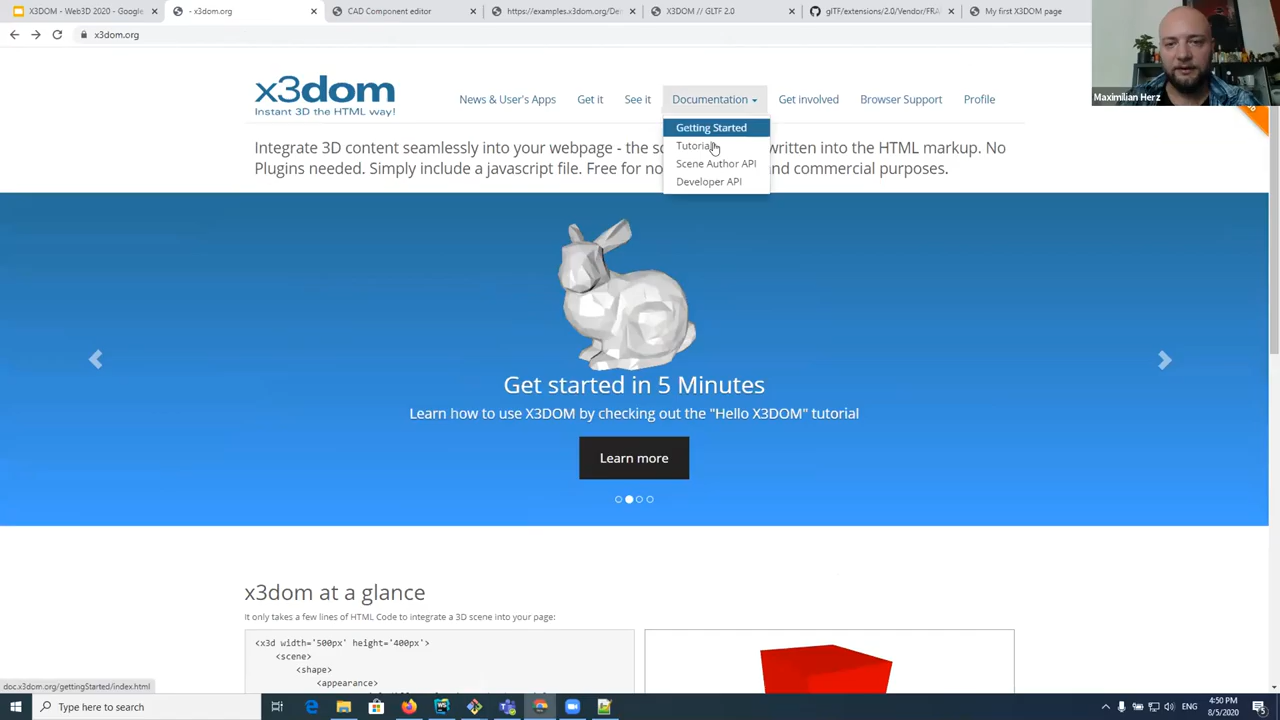 X3DOM - Web3D 2020 - Google
- x3dom.org
CAD Component editor
https://examples.x3dom.org/De
X3DOM // GLTF 2.0
glTF/extensions/2.0/Vendor/FRA
My first X3DOM page
x3dom.org
Maximilian Herz
x3dom
Instant 3D the HTML way!
News & User's Apps
Get it
See it
Documentation
Get involved
Browser Support
Profile
Getting Started
Tutorials
Scene Author API
Developer API
Integrate 3D content seamlessly into your webpage - the sc written into the HTML markup. No
Plugins needed. Simply include a javascript file. Free for no and commercial purposes.
Get started in 5 Minutes
Learn how to use X3DOM by checking out the "Hello X3DOM" tutorial
Learn more
x3dom at a glance
It only takes a few lines of HTML Code to integrate a 3D scene into your page:
<x3d width='500px' height='400px'>
<scene>
<shape>
<appearance>
doc.x3dom.org/gettingStarted/index.html
Type here to search
ENG
4:50 PM
8/5/2020
5